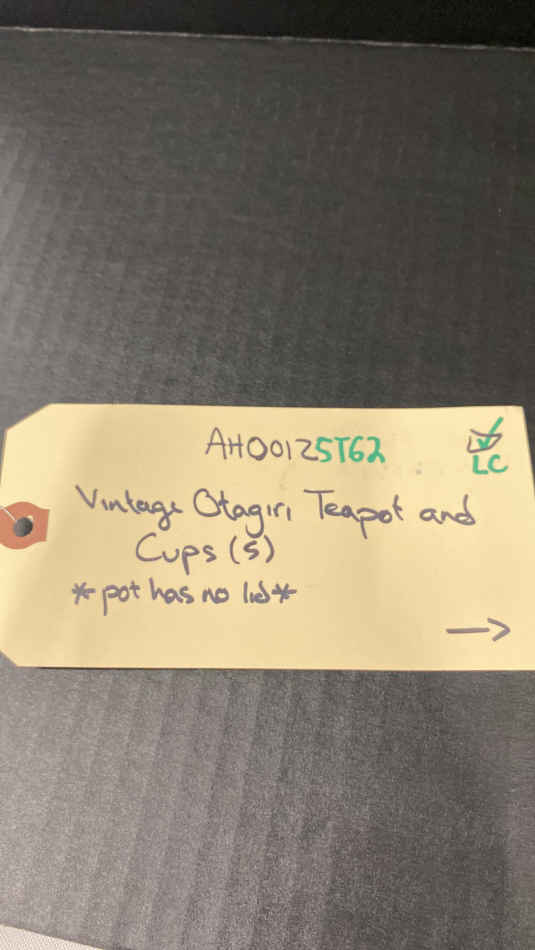 AH00125T62
LC
Vintage Otagiri Teapot and
Cups (5)
*pot has no lid*